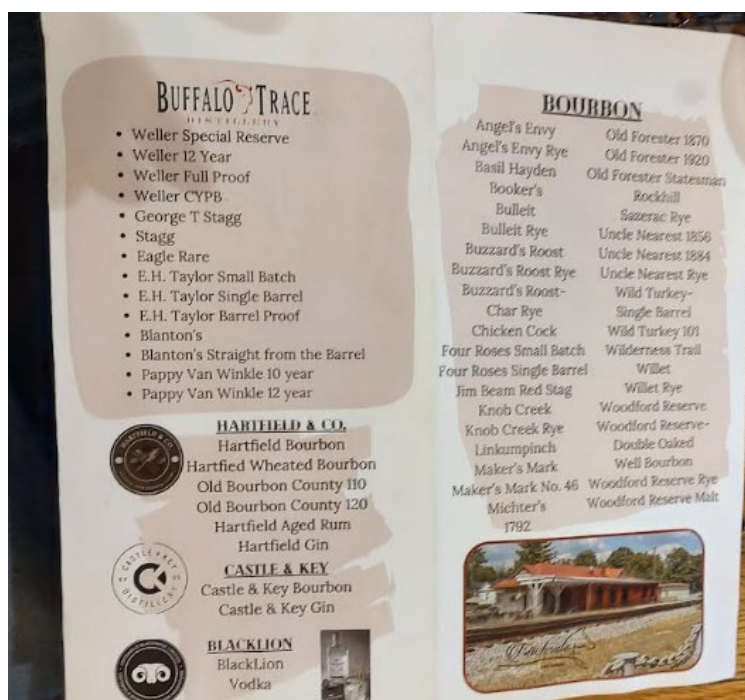 BUFFALO TRACE
DISTILLERY
• Weller Special Reserve
• Weller 12 Year
• Weller Full Proof
• Weller CYPB
• George T Stagg
• Stagg
• Eagle Rare
• E.H. Taylor Small Batch
• E.H. Taylor Single Barrel
• E.H. Taylor Barrel Proof
• Blanton's
• Blanton's Straight from the Barrel
• Pappy Van Winkle 10 year
• Pappy Van Winkle 12 year
HARTFIELD & CO.
HARTFIELD & CO.
Hartfield Bourbon
Hartfied Wheated Bourbon
Old Bourbon County 110
Old Bourbon County 120
Hartfield Aged Rum
Hartfield Gin
CASTLE & KEY
DISTILLERY
CASTLE & KEY
Castle & Key Bourbon
Castle & Key Gin
BLACKLION
BlackLion
Vodka
BOURBON
Angel's Envy
Angel's Envy Rye
Basil Hayden
Booker's
Bulleit
Bulleit Rye
Buzzard's Roost
Buzzard's Roost Rye
Buzzard's Roost-
Char Rye
Chicken Cock
Four Roses Small Batch
Four Roses Single Barrel
Jim Beam Red Stag
Knob Creek
Knob Creek Rye
Linkumpinch
Maker's Mark
Maker's Mark No. 46
Michter's
1792
Old Forester 1870
Old Forester 1920
Old Forester Statesman
Rockhill
Sazerac Rye
Uncle Nearest 1856
Uncle Nearest 1884
Uncle Nearest Rye
Wild Turkey-
Single Barrel
Wild Turkey 101
Wilderness Trail
Willet
Willet Rye
Woodford Reserve
Woodford Reserve-
Double Oaked
Well Bourbon
Woodford Reserve Rye
Woodford Reserve Malt